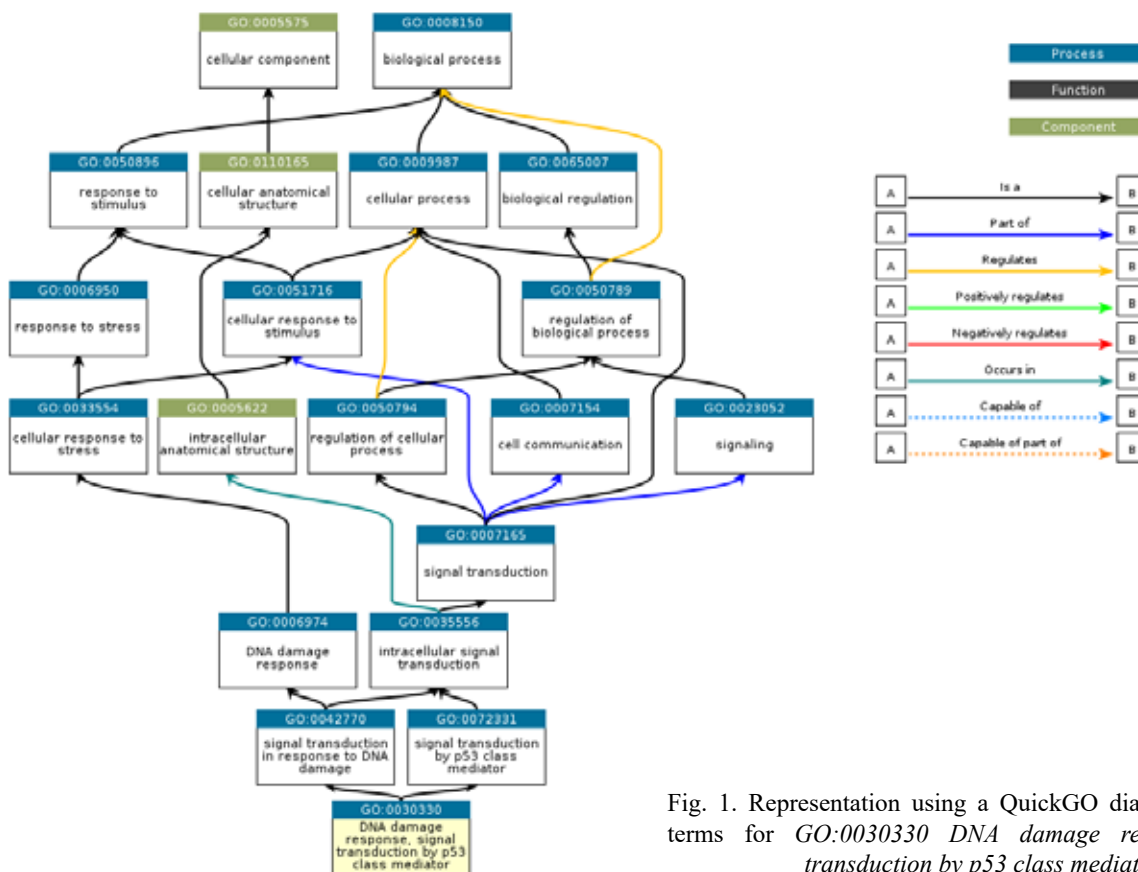 GO:0005575
cellular component
GO:0008150
biological process
Process
Function
Component
GO:0050896
response to
stimulus
GO:0110165
cellular anatomical
structure
GO:0009987
cellular process
GO:0065007
biological regulation
A Is a B
A Part of B
A Regulates B
A Positively regulates B
A Negatively regulates B
A Occurs in B
A Capable of B
A Capable of part of B
GO:0006950
response to stress
GO:0051716
cellular response to
stimulus
GO:0050789
regulation of
biological process
GO:0033554
cellular response to
stress
GO:0005622
intracellular
anatomical structure
GO:0050794
regulation of cellular
process
GO:0007154
cell communication
GO:0023052
signaling
GO:0007165
signal transduction
GO:0006974
DNA damage
response
GO:0035556
intracellular signal
transduction
GO:0042770
signal transduction
in response to DNA
damage
GO:0072331
signal transduction
by p53 class
mediator
GO:0030330
DNA damage
response, signal
transduction by p53
class mediator
Fig. 1. Representation using a QuickGO dia
terms for GO:0030330 DNA damage re
transduction by p53 class mediat